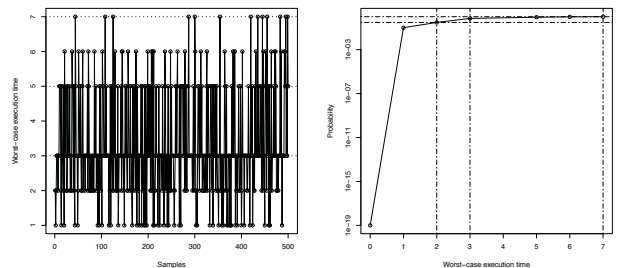 Worst−case execution time
7
6
5
4
3
2
1
0 100 200 300 400 500
Samples
Probability
1e−03
1e−07
1e−11
1e−15
1e−19
0 1 2 3 4 5 6 7
Worst−case execution time